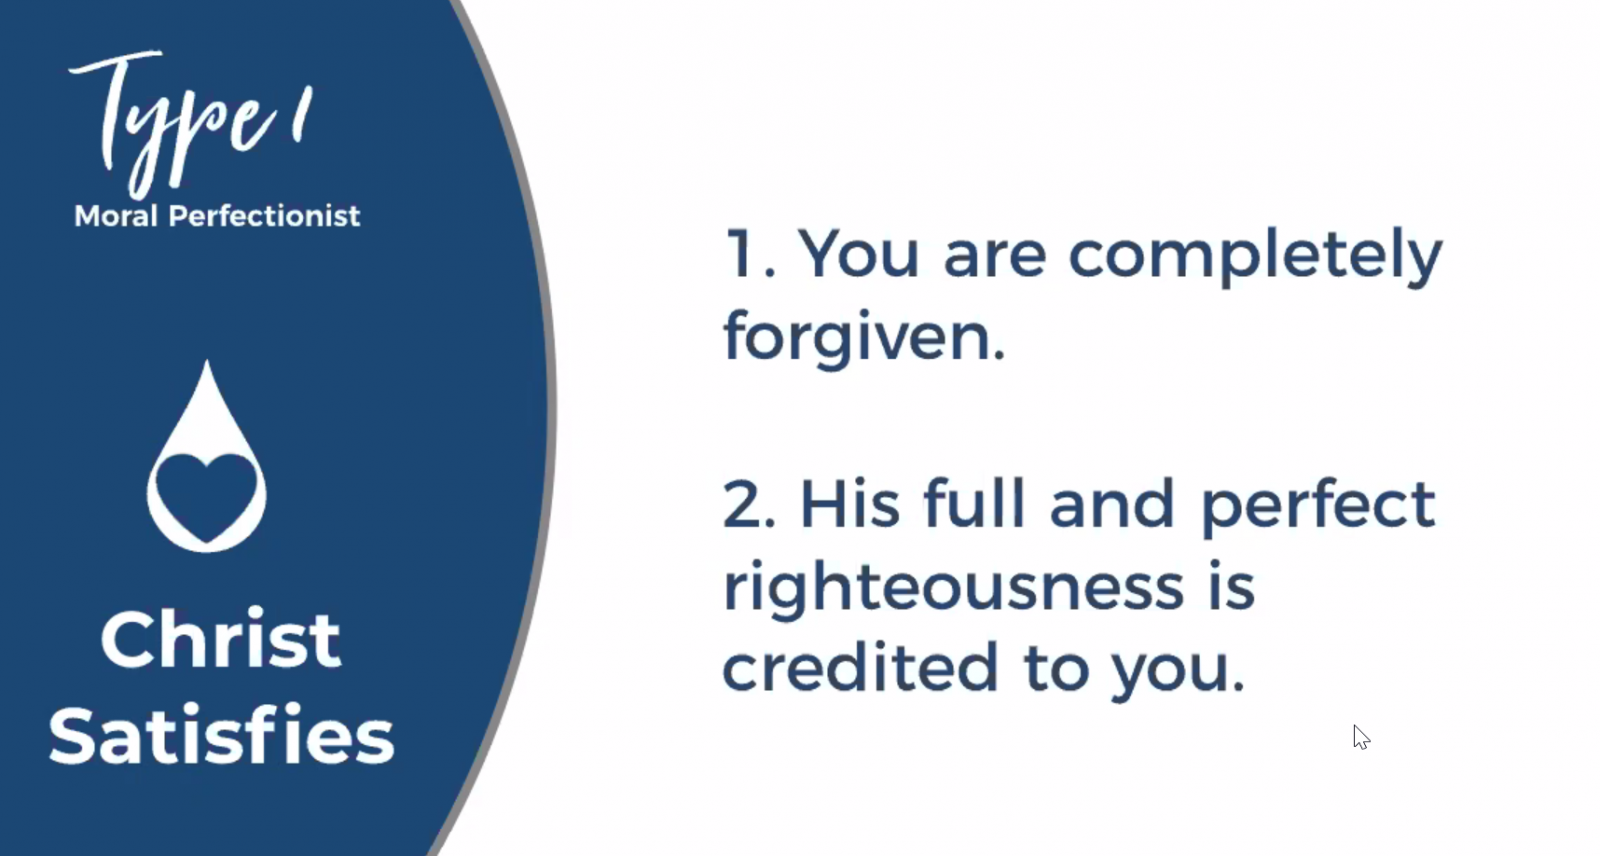 Type 1
Moral Perfectionist
Christ
Satisfies
1. You are completely
forgiven.
2. His full and perfect
righteousness is
credited to you.